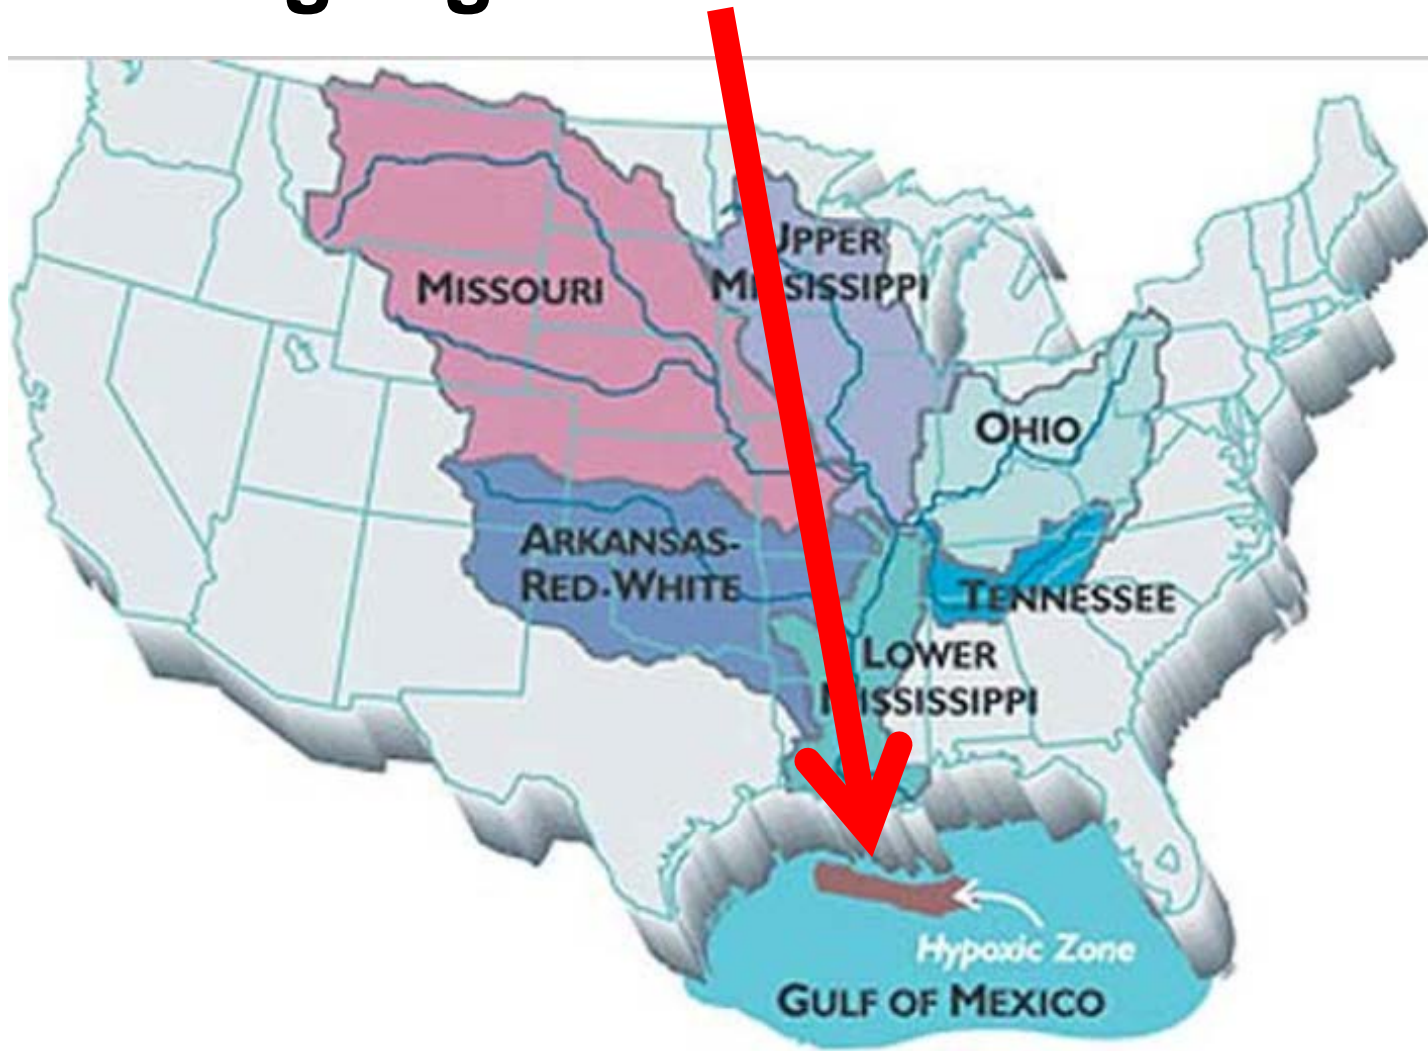 UPPER
MISSISSIPPI
MISSOURI
OHIO
ARKANSAS-
RED-WHITE
TENNESSEE
LOWER
MISSISSIPPI
Hypoxic Zone
GULF OF MEXICO